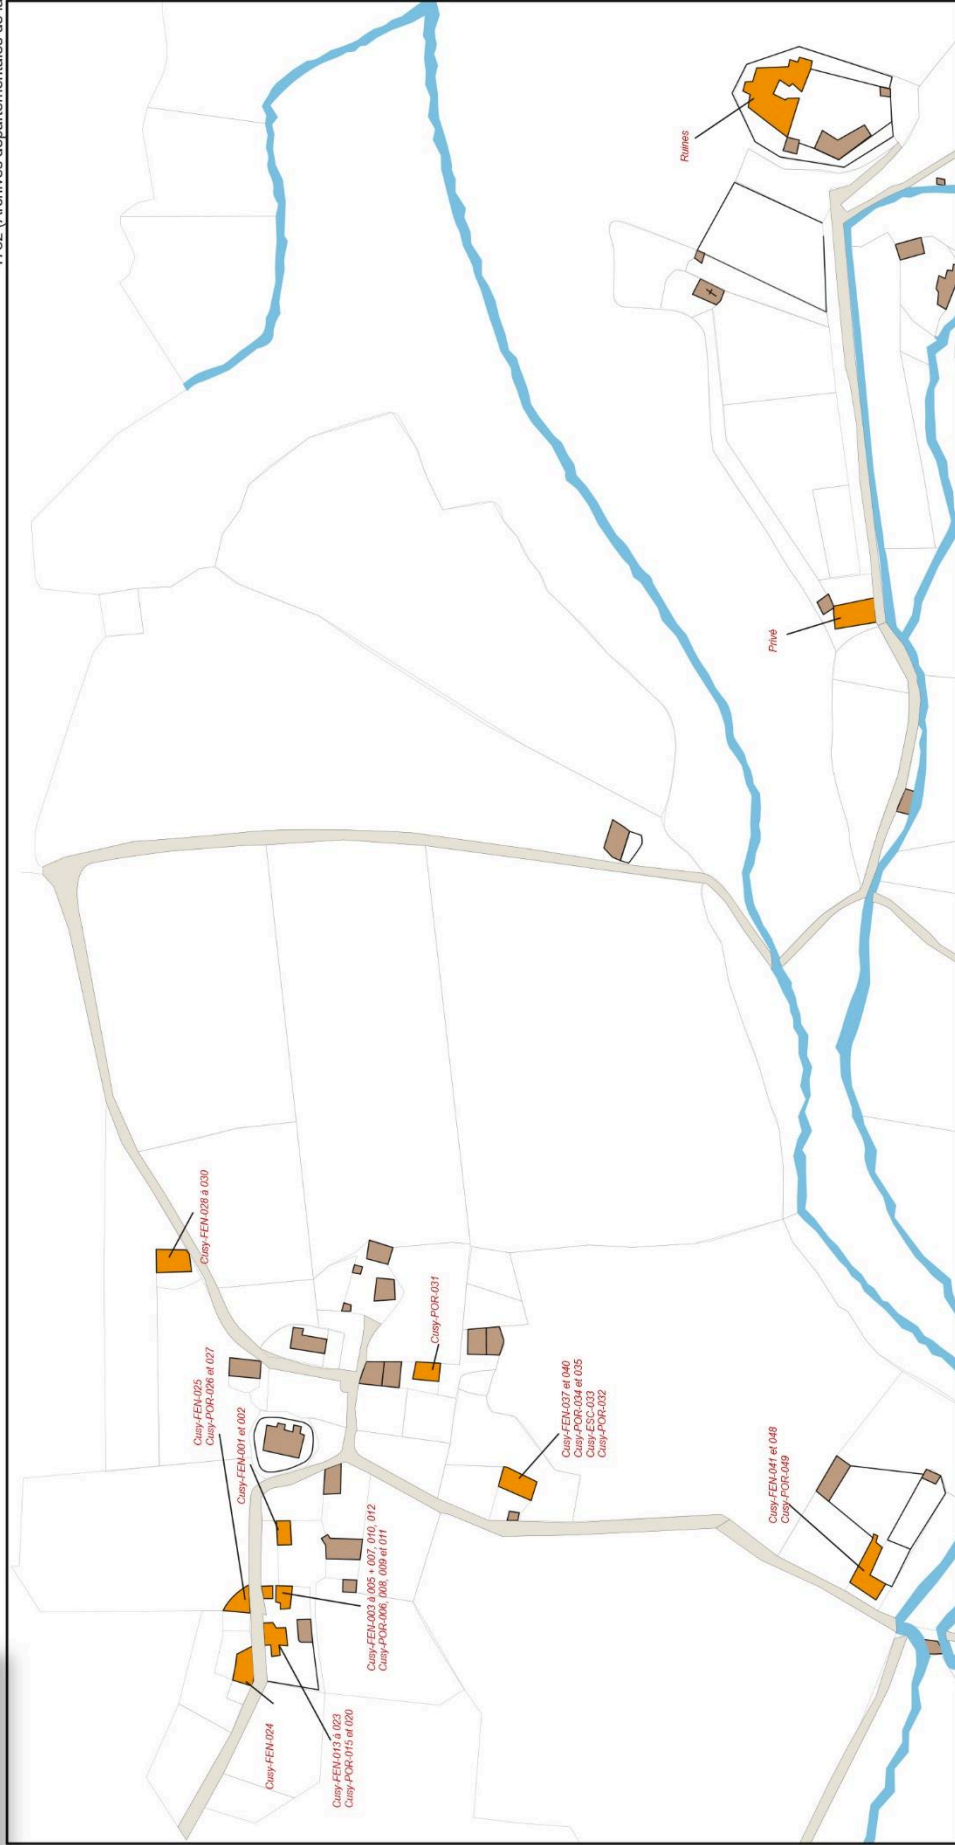 Ruines
Privé
Cusy-FEN-028 à 030
Cusy-FEN-025
Cusy-POR-026 et 027
Cusy-FEN-001 et 002
Cusy-POR-031
Cusy-FEN-037 et 040
Cusy-POR-034 et 035
Cusy-ESC-033
Cusy-POR-032
Cusy-FEN-003 à 005 + 007, 010, 012
Cusy-POR-006, 008, 009 et 011
Cusy-FEN-024
Cusy-FEN-013 à 023
Cusy-POR-015 et 020
Cusy-FEN-041 et 048
Cusy-POR-049